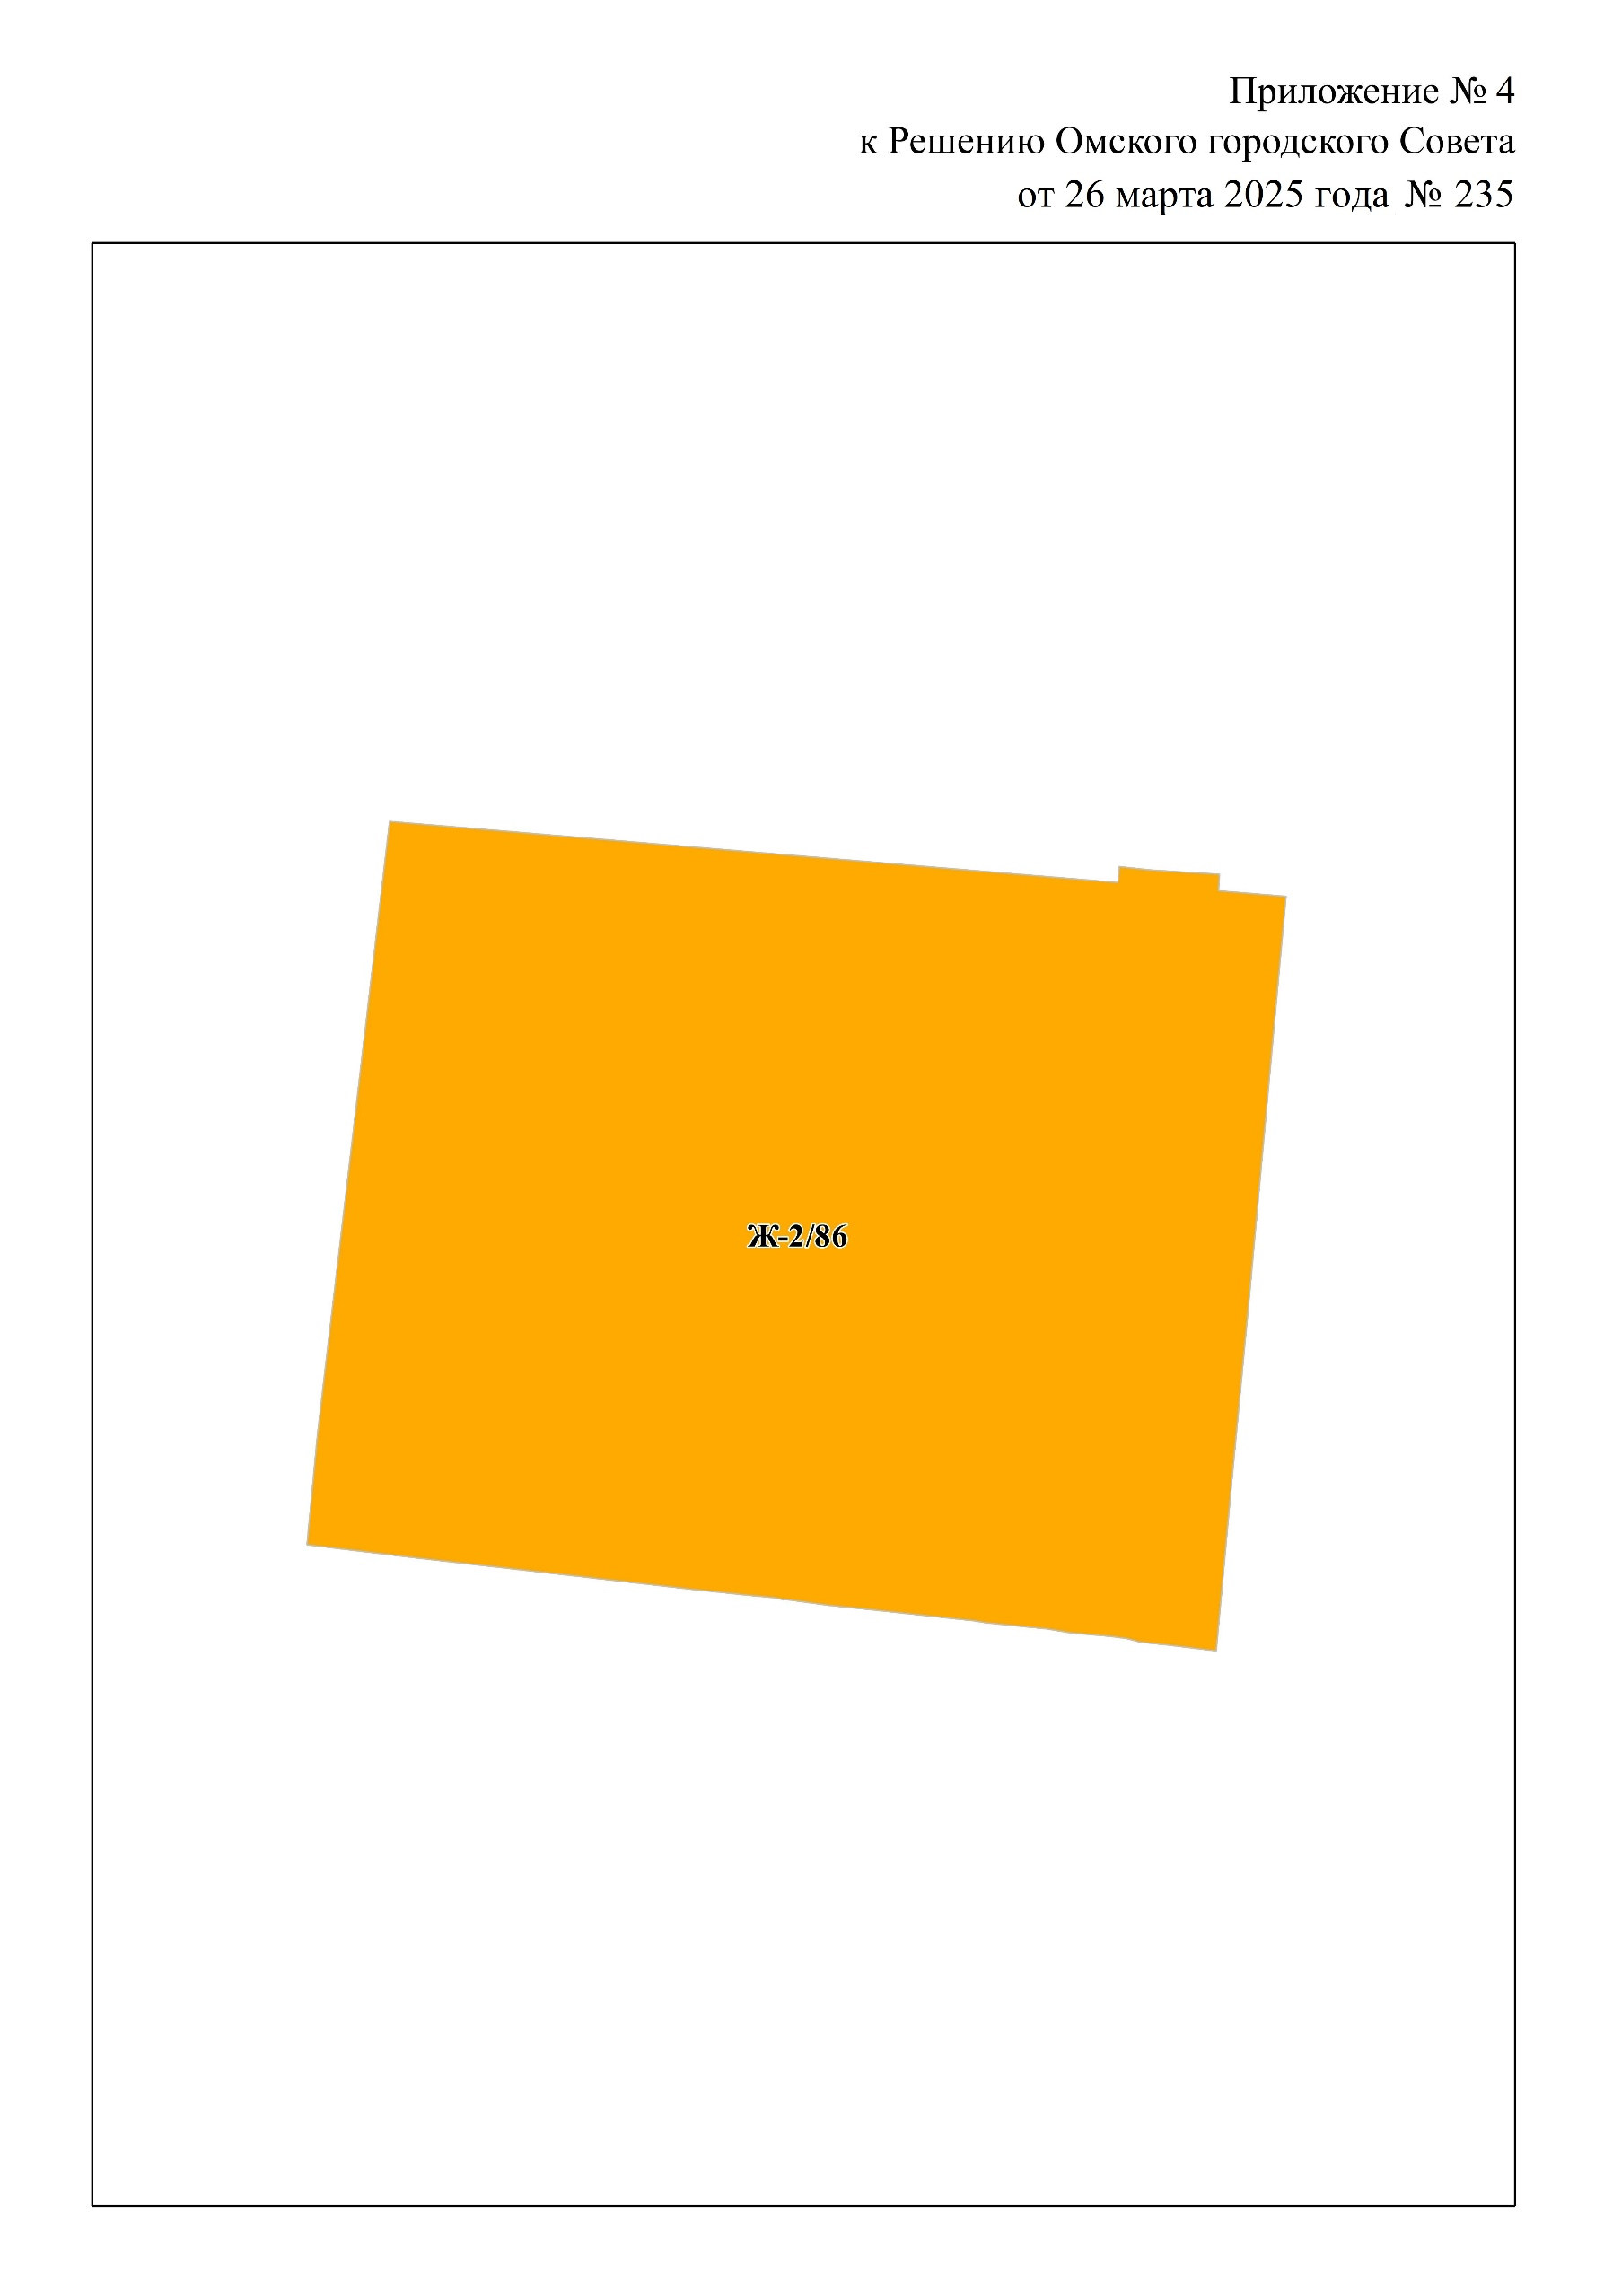 Приложение № 4
к Решению Омского городского Совета
от 26 марта 2025 года № 235
Ж-2/86